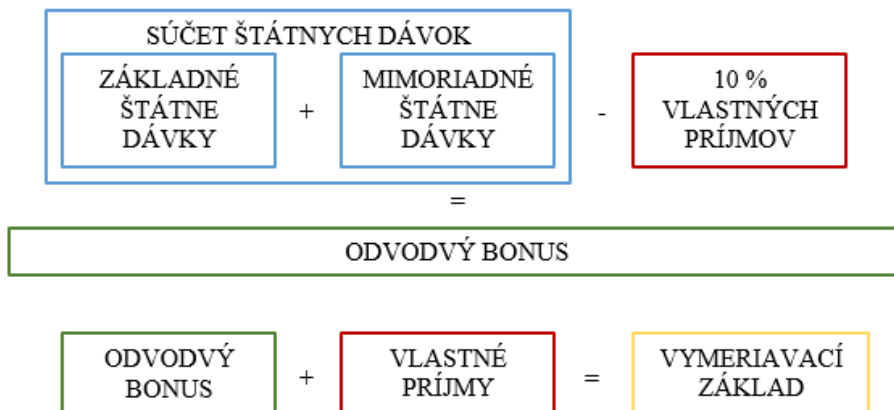 SÚČET ŠTÁTNYCH DÁVOK
ZÁKLADNÉ
ŠTÁTNE
DÁVKY
+
MIMORIADNÉ
ŠTÁTNE
DÁVKY
-
10 %
VLASTNÝCH
PRÍJMOV
=
ODVODVÝ BONUS
ODVODVÝ
BONUS
+
VLASTNÉ
PRÍJMY
=
VYMERIAVACÍ
ZÁKLAD